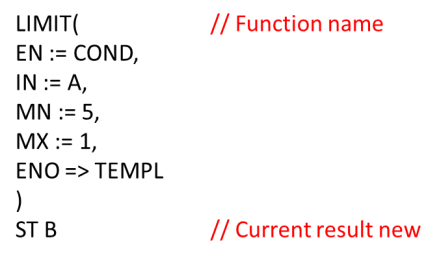 LIMIT( // Function name
EN := COND,
IN := A,
MN := 5,
MX := 1,
ENO => TEMPL
)
ST B // Current result new